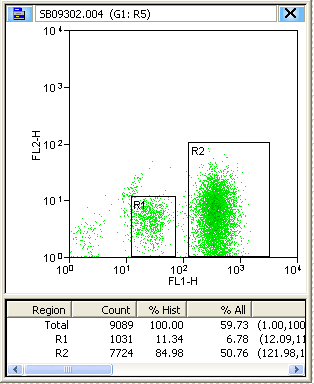 SB09302.004 (G1: R5)
10⁴
10³
10²
10¹
10⁰
FL2-H
R2
R1
10⁰ 10¹ 10² 10³ 10⁴
FL1-H
Region Count % Hist % All
Total 9089 100.00 59.73 (1.00,100
R1 1031 11.34 6.78 (12.09,11
R2 7724 84.98 50.76 (121.98,1